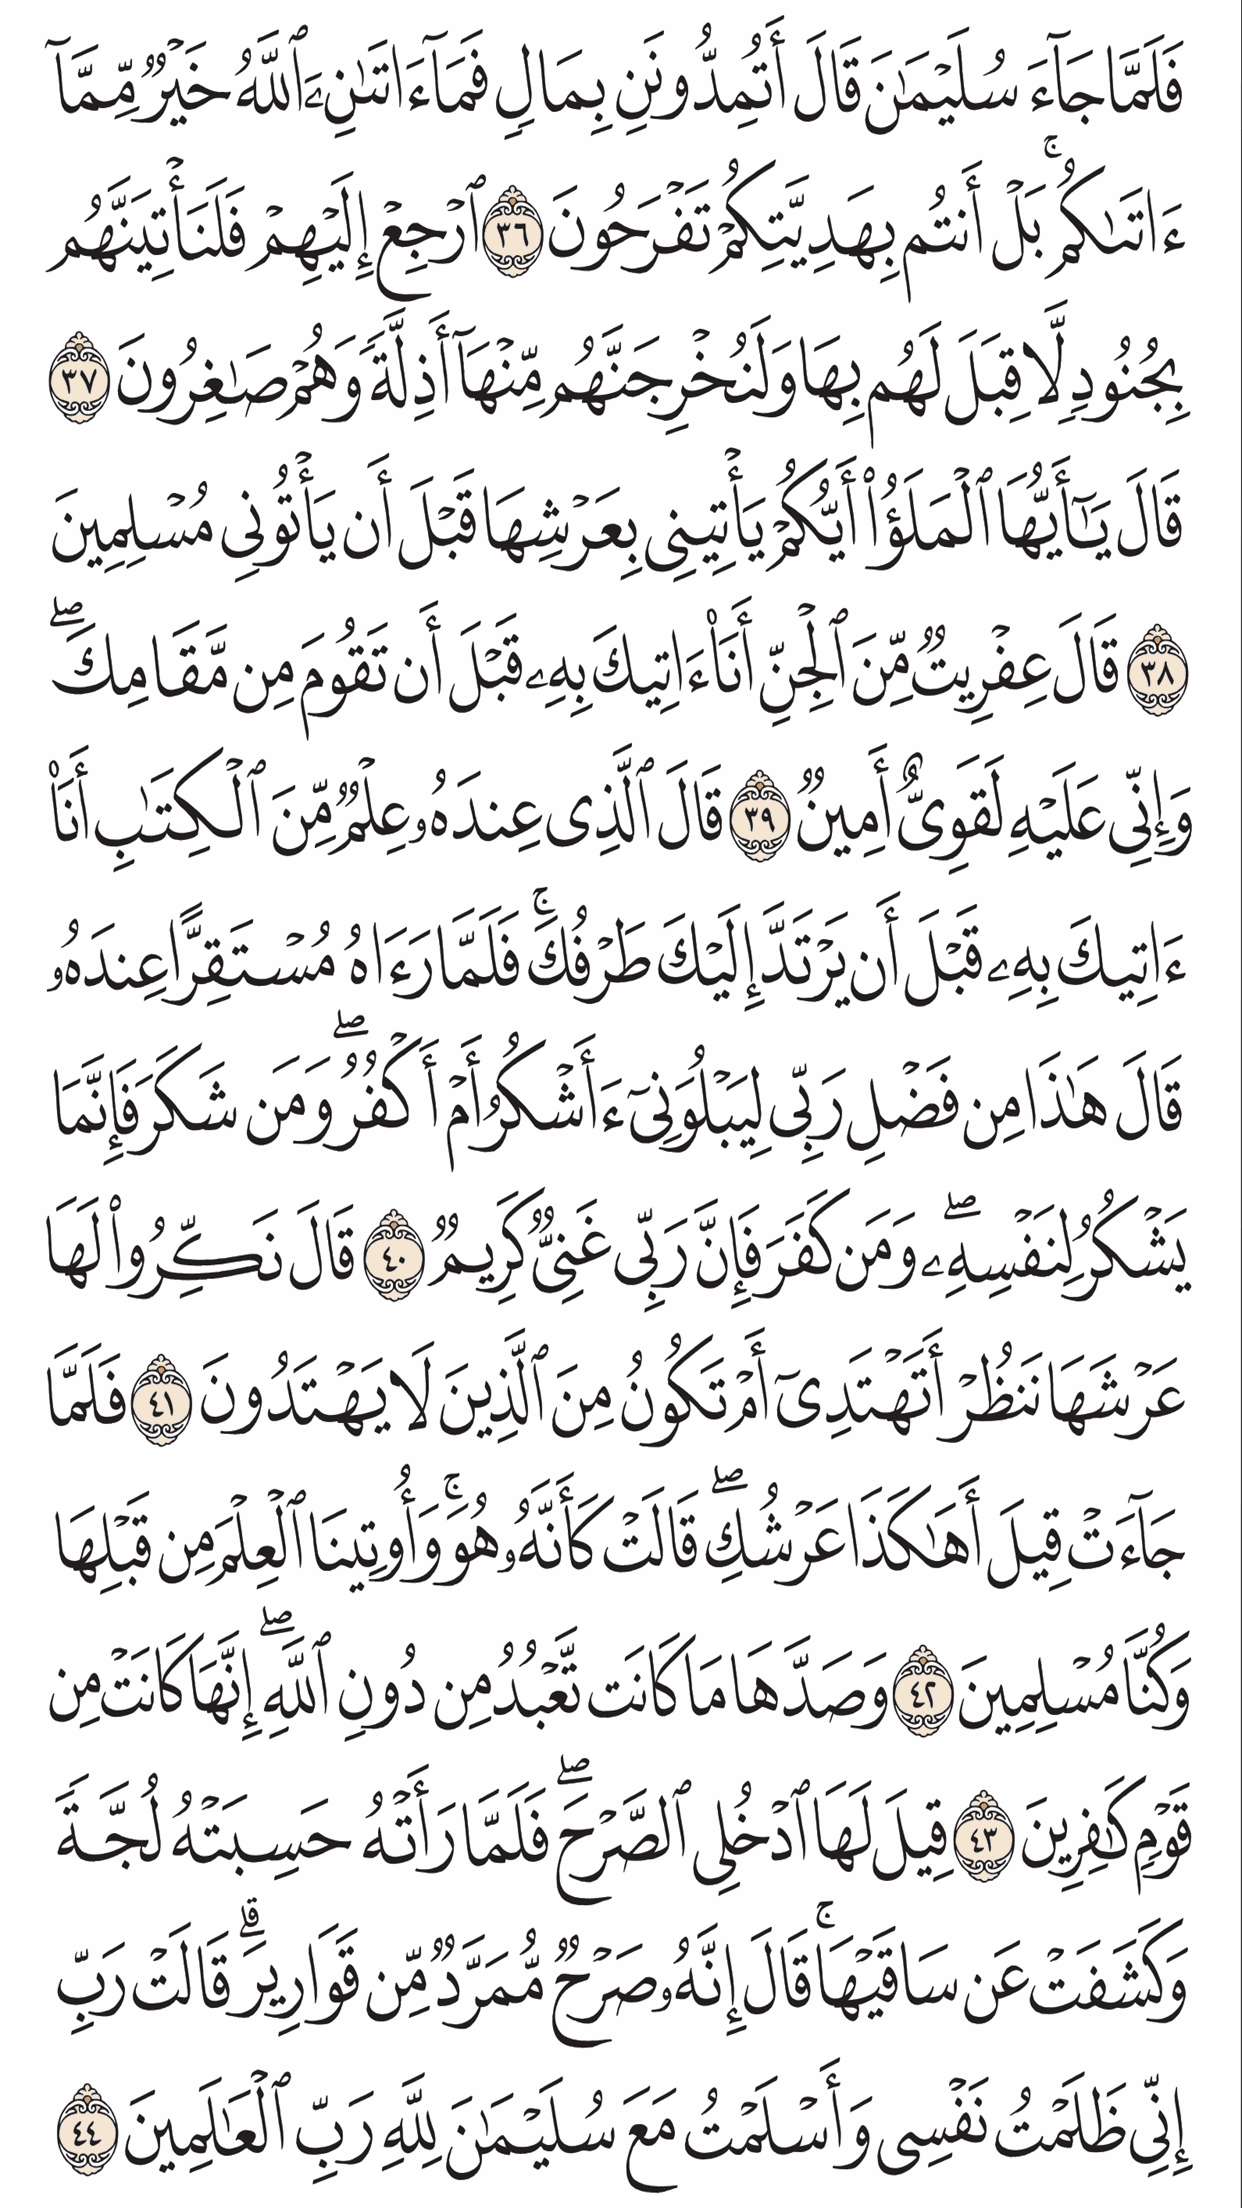 فَلَمَّا جَآءَ سُلَيْمَـٰنَ قَالَ أَتُمِدُّونَنِ بِمَالٍ فَمَآ ءَاتَىٰنِۦَ ٱللَّهُ خَيْرٌ مِّمَّآ
ءَاتَىٰكُمۚ بَلْ أَنتُم بِهَدِيَّتِكُمْ تَفْرَحُونَ ٣٦ ٱرْجِعْ إِلَيْهِمْ فَلَنَأْتِيَنَّهُم
بِجُنُودٍ لَّا قِبَلَ لَهُم بِهَا وَلَنُخْرِجَنَّهُم مِّنْهَآ أَذِلَّةً وَهُمْ صَـٰغِرُونَ ٣٧
قَالَ يَـٰٓأَيُّهَا ٱلْمَلَؤُا۟ أَيُّكُمْ يَأْتِينِى بِعَرْشِهَا قَبْلَ أَن يَأْتُونِى مُسْلِمِينَ
٣٨ قَالَ عِفْرِيتٌ مِّنَ ٱلْجِنِّ أَنَا۠ ءَاتِيكَ بِهِۦ قَبْلَ أَن تَقُومَ مِن مَّقَامِكَۖ
وَإِنِّى عَلَيْهِ لَقَوِىٌّ أَمِينٌ ٣٩ قَالَ ٱلَّذِى عِندَهُۥ عِلْمٌ مِّنَ ٱلْكِتَـٰبِ أَنَا۠
ءَاتِيكَ بِهِۦ قَبْلَ أَن يَرْتَدَّ إِلَيْكَ طَرْفُكَۚ فَلَمَّا رَءَاهُ مُسْتَقِرًّا عِندَهُۥ
قَالَ هَـٰذَا مِن فَضْلِ رَبِّى لِيَبْلُوَنِىٓ ءَأَشْكُرُ أَمْ أَكْفُرُۖ وَمَن شَكَرَ فَإِنَّمَا
يَشْكُرُ لِنَفْسِهِۦۖ وَمَن كَفَرَ فَإِنَّ رَبِّى غَنِىٌّ كَرِيمٌ ٤٠ قَالَ نَكِّرُوا۟ لَهَا
عَرْشَهَا نَنظُرْ أَتَهْتَدِىٓ أَمْ تَكُونُ مِنَ ٱلَّذِينَ لَا يَهْتَدُونَ ٤١ فَلَمَّا
جَآءَتْ قِيلَ أَهَـٰكَذَا عَرْشُكِۖ قَالَتْ كَأَنَّهُۥ هُوَۚ وَأُوتِينَا ٱلْعِلْمَ مِن قَبْلِهَا
وَكُنَّا مُسْلِمِينَ ٤٢ وَصَدَّهَا مَا كَانَت تَّعْبُدُ مِن دُونِ ٱللَّهِۖ إِنَّهَا كَانَتْ مِن
قَوْمٍ كَـٰفِرِينَ ٤٣ قِيلَ لَهَا ٱدْخُلِى ٱلصَّرْحَۖ فَلَمَّا رَأَتْهُ حَسِبَتْهُ لُجَّةً
وَكَشَفَتْ عَن سَاقَيْهَاۚ قَالَ إِنَّهُۥ صَرْحٌ مُّمَرَّدٌ مِّن قَوَارِيرَۗ قَالَتْ رَبِّ
إِنِّى ظَلَمْتُ نَفْسِى وَأَسْلَمْتُ مَعَ سُلَيْمَـٰنَ لِلَّهِ رَبِّ ٱلْعَـٰلَمِينَ ٤٤